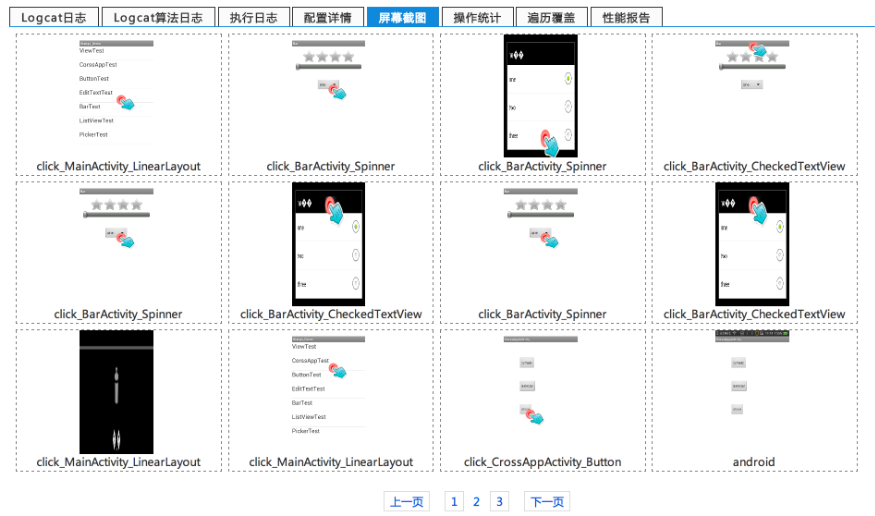 Logcat日志 Logcat算法日志 执行日志 配置详情 屏幕截图 操作统计 遍历覆盖 性能报告
ViewTest
CorssAppTest
ButtonTest
EditTextTest
BarTest
ListViewTest
PickerTest
one
two
three
click_MainActivity_LinearLayout click_BarActivity_Spinner click_BarActivity_Spinner click_BarActivity_CheckedTextView
one
two
three
one
two
three
click_BarActivity_Spinner click_BarActivity_CheckedTextView click_BarActivity_Spinner click_BarActivity_CheckedTextView
ViewTest
CorssAppTest
ButtonTest
EditTextTest
BarTest
ListViewTest
PickerTest
click_MainActivity_LinearLayout click_MainActivity_LinearLayout click_CrossAppActivity_Button android
上一页 1 2 3 下一页